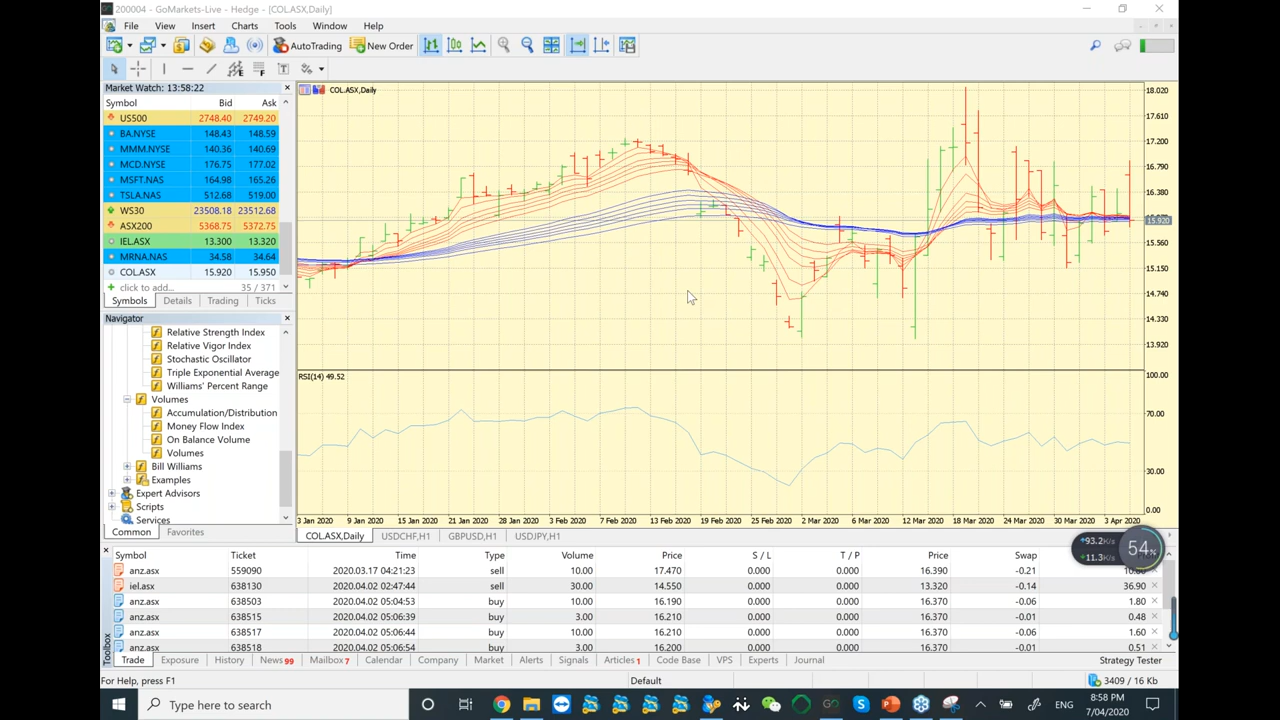 200004 - GoMarkets-Live - Hedge - [COL.ASX,Daily]
File View Insert Charts Tools Window Help
AutoTrading New Order
Market Watch: 13:58:22
Symbol Bid Ask
US500 2748.40 2749.20
BA.NYSE 148.43 148.59
MMM.NYSE 140.36 140.69
MCD.NYSE 176.75 177.02
MSFT.NAS 164.98 165.26
TSLA.NAS 512.68 519.00
WS30 23508.18 23512.68
ASX200 5368.75 5372.75
IEL.ASX 13.300 13.320
MRNA.NAS 34.58 34.64
COL.ASX 15.920 15.950
click to add... 35 / 371
Symbols Details Trading Ticks
Navigator
Relative Strength Index
Relative Vigor Index
Stochastic Oscillator
Triple Exponential Average
Williams' Percent Range
Volumes
Accumulation/Distribution
Money Flow Index
On Balance Volume
Volumes
Bill Williams
Examples
Expert Advisors
Scripts
Services
Common Favorites
COL.ASX,Daily
18.020
17.610
17.200
16.790
16.380
15.920
15.560
15.150
14.740
14.330
13.920
RSI(14) 49.52
100.00
70.00
30.00
0.00
3 Jan 2020 9 Jan 2020 15 Jan 2020 21 Jan 2020 28 Jan 2020 3 Feb 2020 7 Feb 2020 13 Feb 2020 19 Feb 2020 25 Feb 2020 2 Mar 2020 6 Mar 2020 12 Mar 2020 18 Mar 2020 24 Mar 2020 30 Mar 2020 3 Apr 2020
COL.ASX,Daily USDCHF,H1 GBPUSD,H1 USDJPY,H1
93.2K/s
11.3K/s
54%
Symbol Ticket Time Type Volume Price S / L T / P Price Swap
anz.asx 559090 2020.03.17 04:21:23 sell 10.00 17.470 0.000 0.000 16.390 -0.21
iel.asx 638130 2020.04.02 02:47:44 sell 30.00 14.550 0.000 0.000 13.320 -0.14 36.90
anz.asx 638503 2020.04.02 05:04:53 buy 10.00 16.190 0.000 0.000 16.370 -0.06 1.80
anz.asx 638515 2020.04.02 05:06:39 buy 3.00 16.210 0.000 0.000 16.370 -0.01 0.48
anz.asx 638517 2020.04.02 05:06:44 buy 10.00 16.210 0.000 0.000 16.370 -0.06 1.60
anz.asx 638518 2020.04.02 05:06:54 buy 3.00 16.200 0.000 0.000 16.370 -0.01 0.51
Toolbox
Trade Exposure History News 99 Mailbox 7 Calendar Company Market Alerts Signals Articles 1 Code Base VPS Experts Journal Strategy Tester
For Help, press F1 Default 3409 / 16 Kb
Type here to search
ENG
8:58 PM
7/04/2020